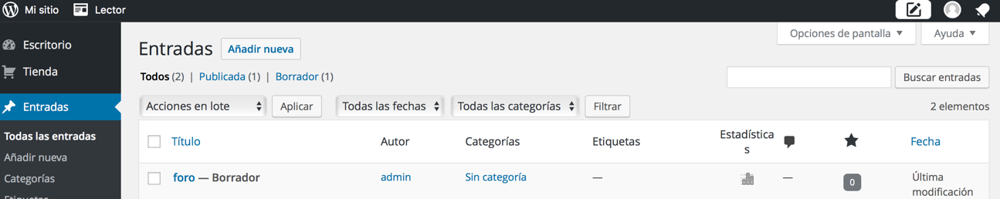 Mi sitio Lector
Opciones de pantalla Ayuda
Escritorio
Tienda
Entradas
Todas las entradas
Añadir nueva
Categorías
Etiquetas
Entradas Añadir nueva
Todos (2) | Publicada (1) | Borrador (1)
Buscar entradas
Acciones en lote Aplicar Todas las fechas Todas las categorías Filtrar 2 elementos
Título Autor Categorías Etiquetas Estadística
s
Fecha
foro — Borrador admin Sin categoría — — 0 Última
modificación